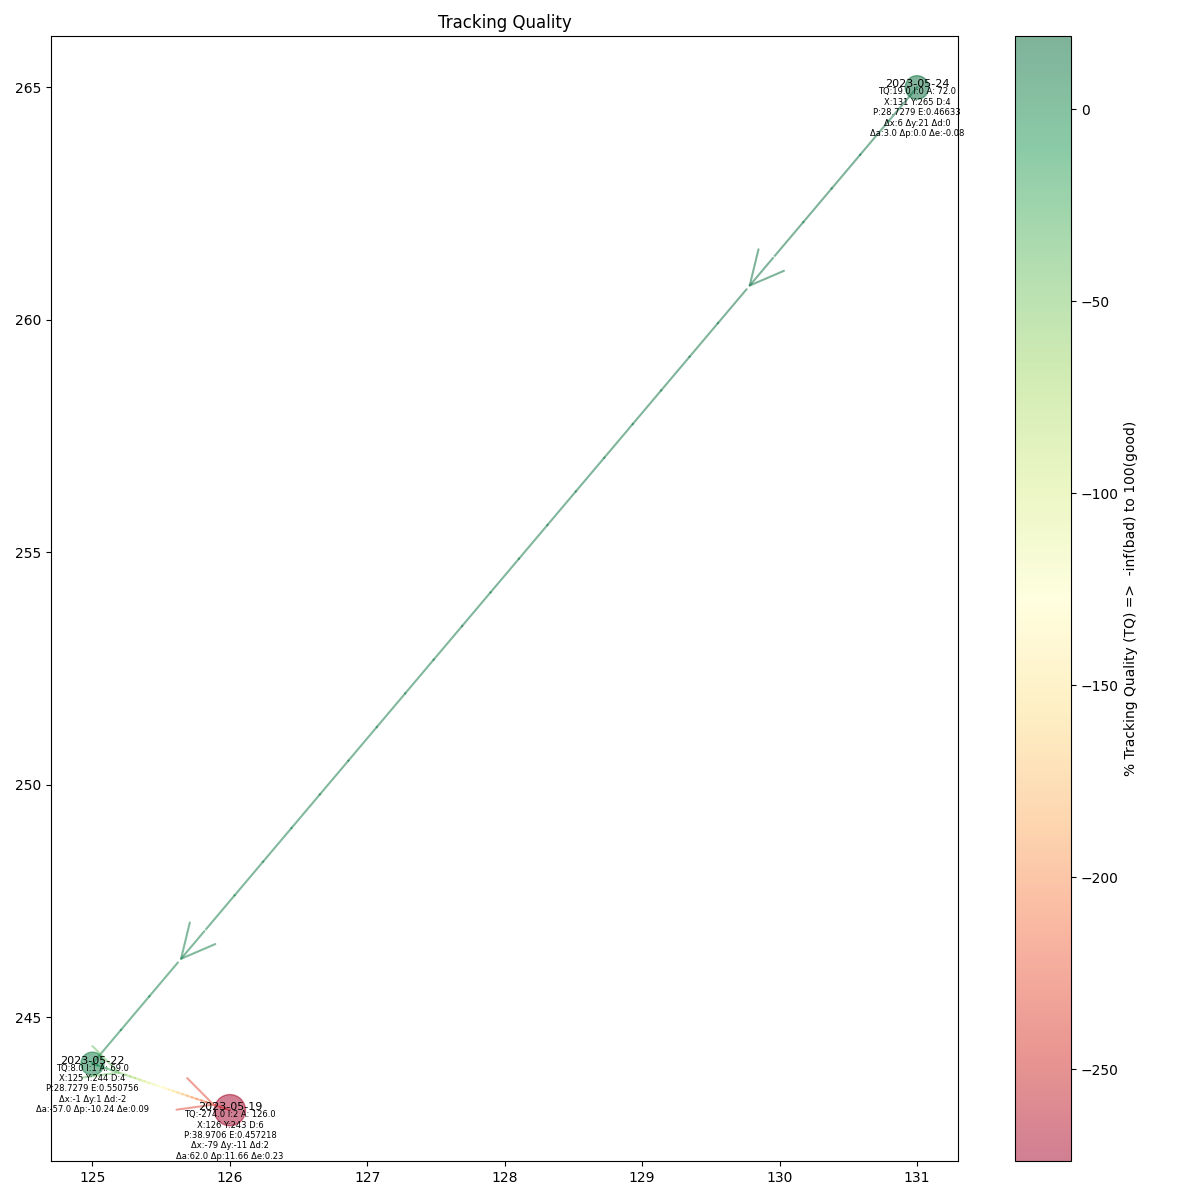 Tracking Quality
265
260
255
250
245
125
126
127
128
129
130
131
2023-05-24
TQ:19.0 I:0 A: 72.0
X:131 Y:265 D:4
P:28.7279 E:0.46633
Δx:6 Δy:21 Δd:0
Δa:3.0 Δp:0.0 Δe:-0.08
2023-05-22
TQ:8.0 I:1 A: 69.0
X:125 Y:244 D:4
P:28.7279 E:0.550756
Δx:-1 Δy:1 Δd:-2
Δa:-57.0 Δp:-10.24 Δe:0.09
2023-05-19
TQ:-274.0 I:2 A: 126.0
X:126 Y:243 D:6
P:38.9706 E:0.457218
Δx:-79 Δy:-11 Δd:2
Δa:62.0 Δp:11.66 Δe:0.23
0
−50
−100
−150
−200
−250
% Tracking Quality (TQ) => -inf(bad) to 100(good)